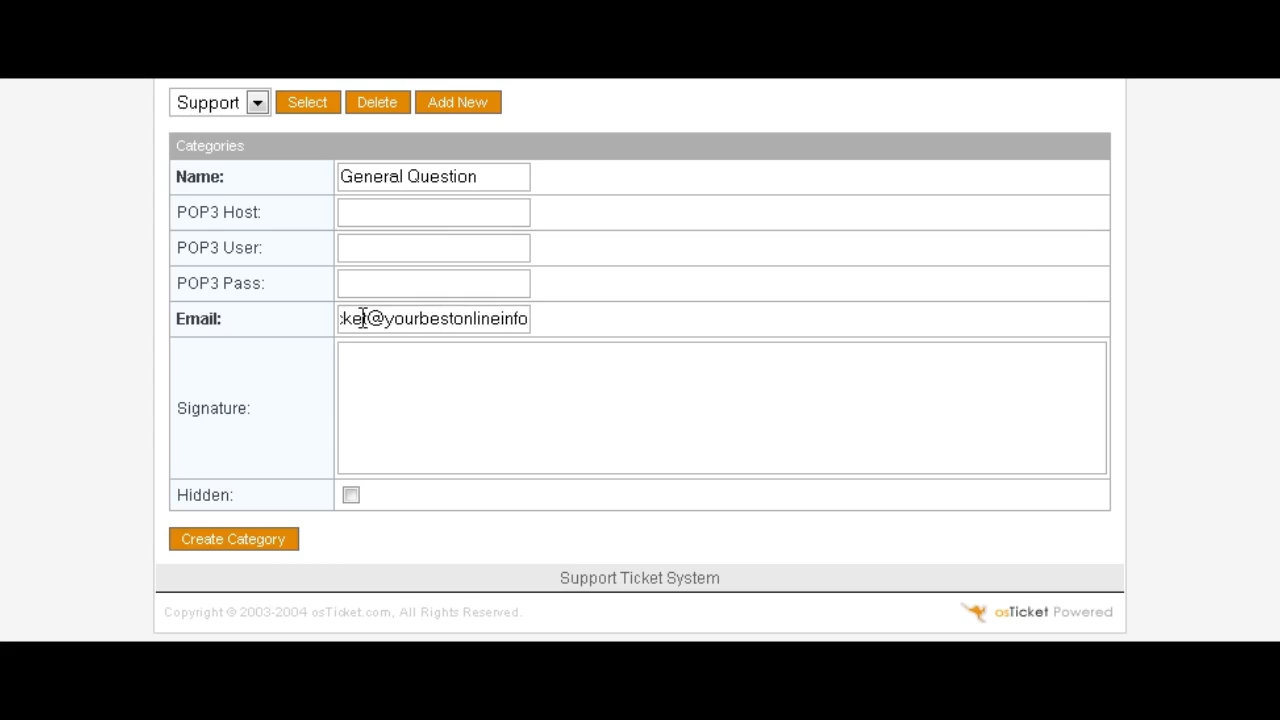 Support Select Delete Add New
Categories
Name: General Question
POP3 Host:
POP3 User:
POP3 Pass:
Email: ket@yourbestonlineinfo
Signature:
Hidden:
Create Category
Support Ticket System
Copyright © 2003-2004 osTicket.com, All Rights Reserved. osTicket Powered